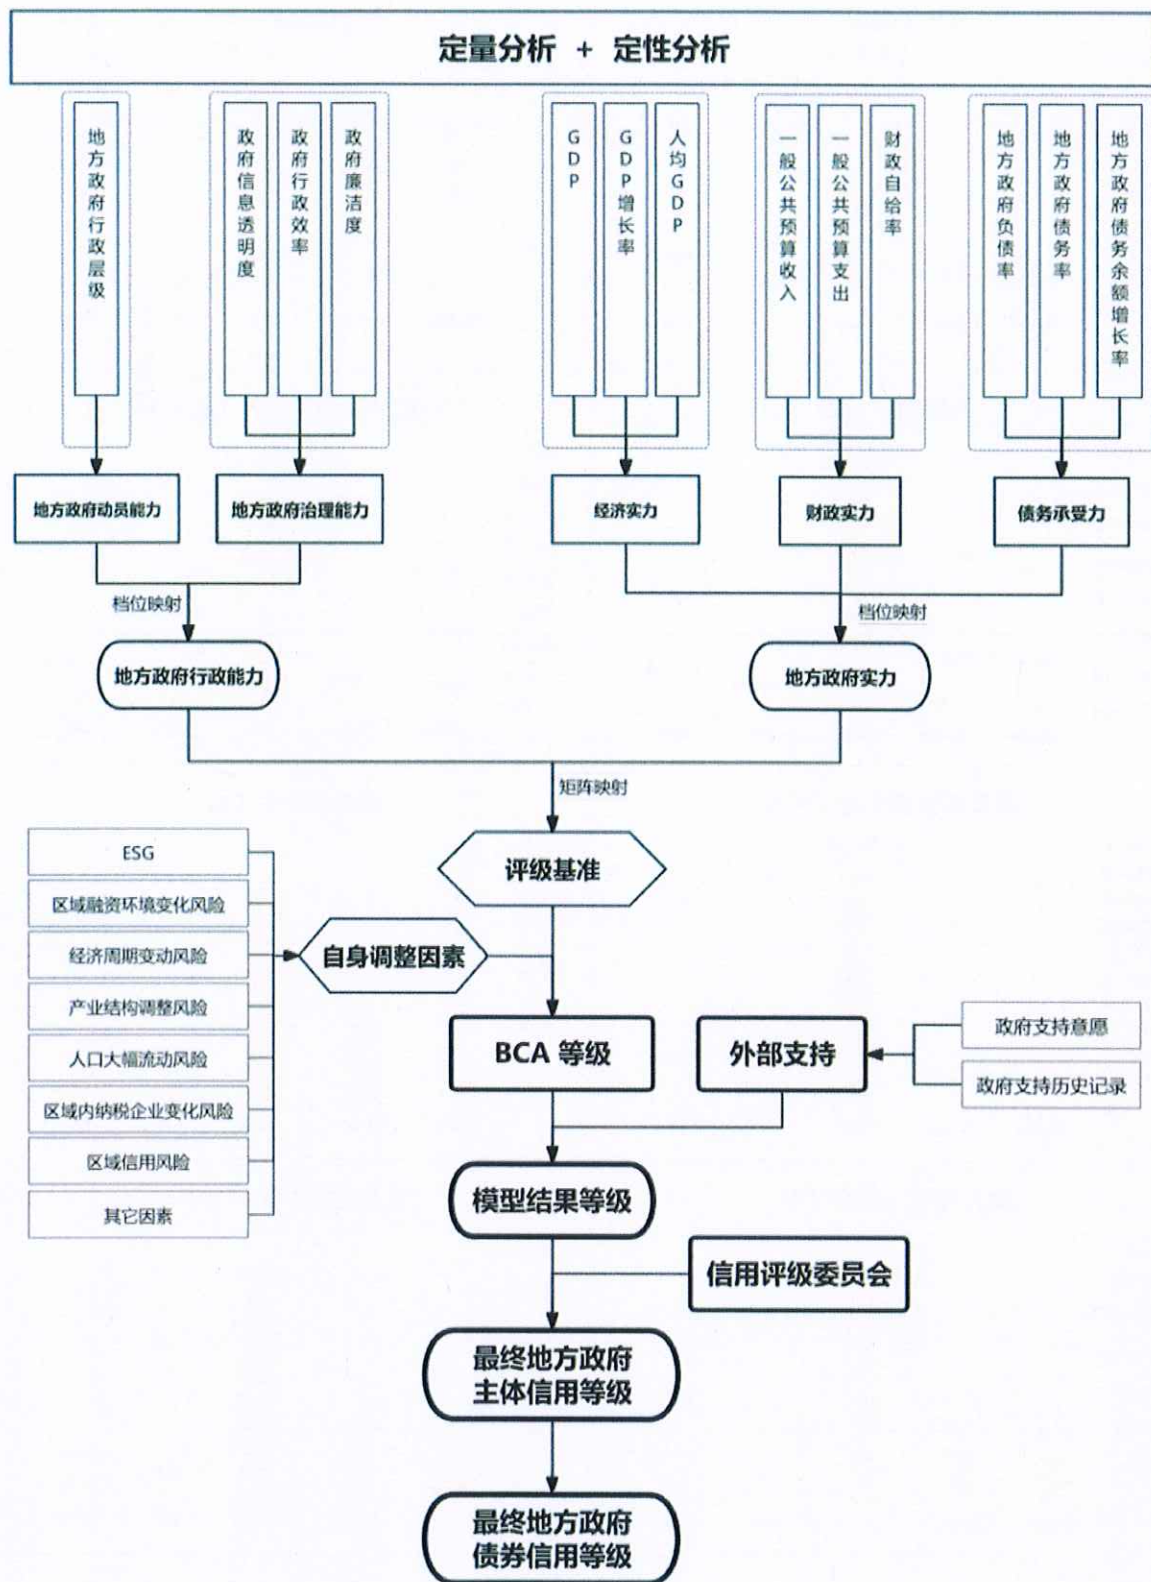 定量分析 + 定性分析
地方政府行政层级
政府信息透明度
政府行政效率
政府廉洁度
GDP
GDP增长率
人均GDP
一般公共预算收入
一般公共预算支出
财政自给率
地方政府负债率
地方政府债务率
地方政府债务余额增长率
地方政府动员能力
地方政府治理能力
经济实力
财政实力
债务承受力
档位映射
档位映射
地方政府行政能力
地方政府实力
矩阵映射
评级基准
ESG
区域融资环境变化风险
经济周期变动风险
产业结构调整风险
人口大幅流动风险
区域内纳税企业变化风险
区域信用风险
其它因素
自身调整因素
BCA 等级
外部支持
政府支持意愿
政府支持历史记录
模型结果等级
信用评级委员会
最终地方政府
主体信用等级
最终地方政府
债券信用等级